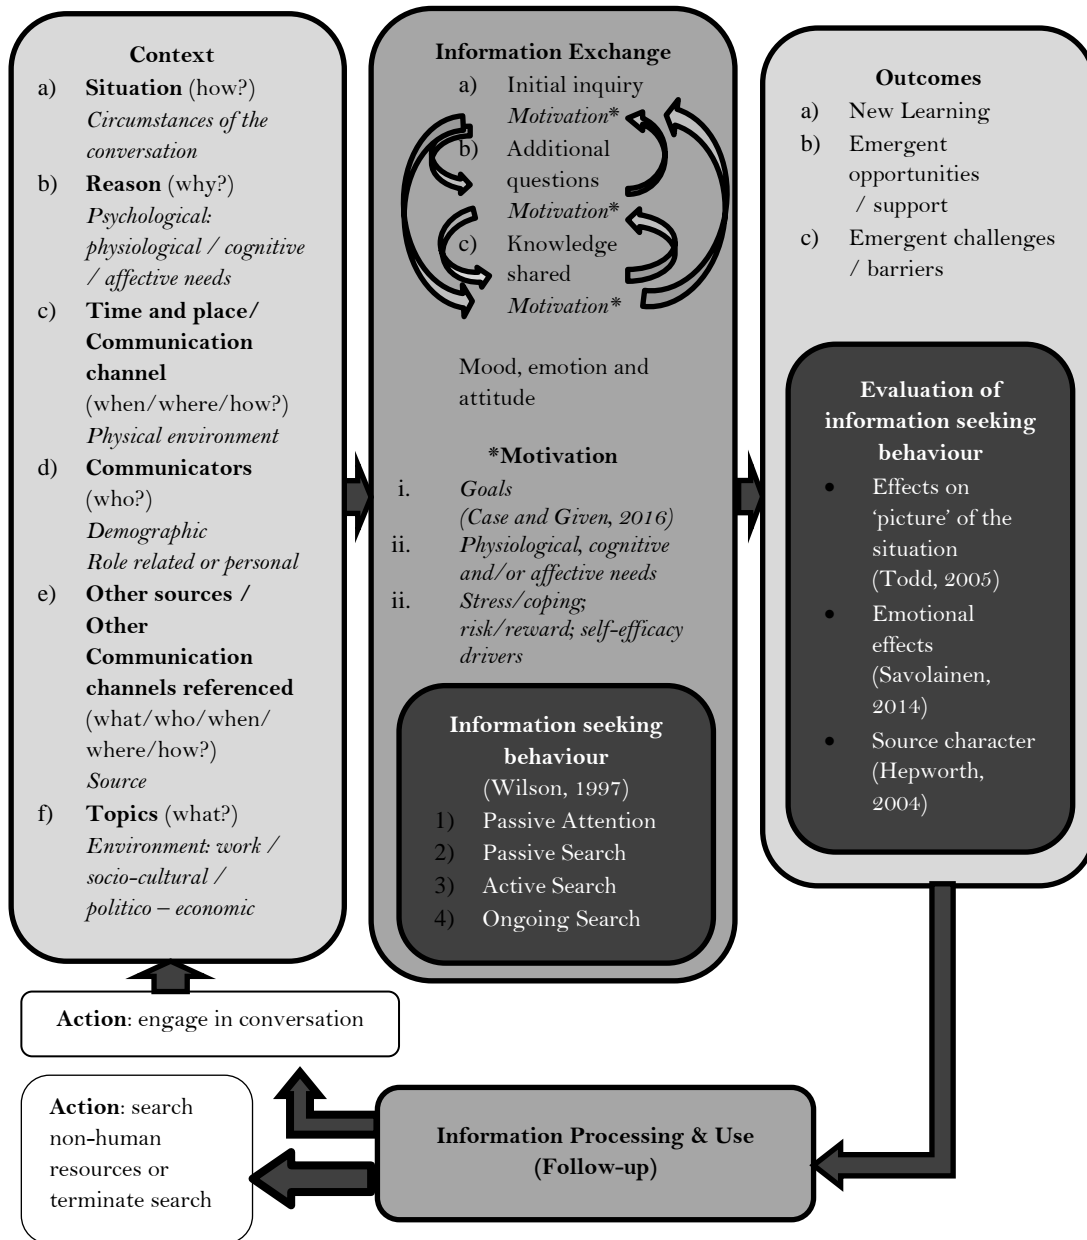 Context
a) Situation (how?)
Circumstances of the
conversation
b) Reason (why?)
Psychological:
physiological / cognitive
/ affective needs
c) Time and place/
Communication
channel
(when/where/how?)
Physical environment
d) Communicators
(who?)
Demographic
Role related or personal
e) Other sources /
Other
Communication
channels referenced
(what/who/when/
where/how?)
Source
f) Topics (what?)
Environment: work /
socio-cultural /
politico – economic
Information Exchange
a) Initial inquiry
Motivation*
b) Additional
questions
Motivation*
c) Knowledge
shared
Motivation*
Mood, emotion and
attitude
*Motivation
i. Goals
(Case and Given, 2016)
ii. Physiological, cognitive
and/or affective needs
ii. Stress/coping;
risk/reward; self-efficacy
drivers
Information seeking
behaviour
(Wilson, 1997)
1) Passive Attention
2) Passive Search
3) Active Search
4) Ongoing Search
Outcomes
a) New Learning
b) Emergent
opportunities
/ support
c) Emergent challenges
/ barriers
Evaluation of
information seeking
behaviour
• Effects on
‘picture’ of the
situation
(Todd, 2005)
• Emotional
effects
(Savolainen,
2014)
• Source character
(Hepworth,
2004)
Action: engage in conversation
Action: search
non-human
resources or
terminate search
Information Processing & Use
(Follow-up)